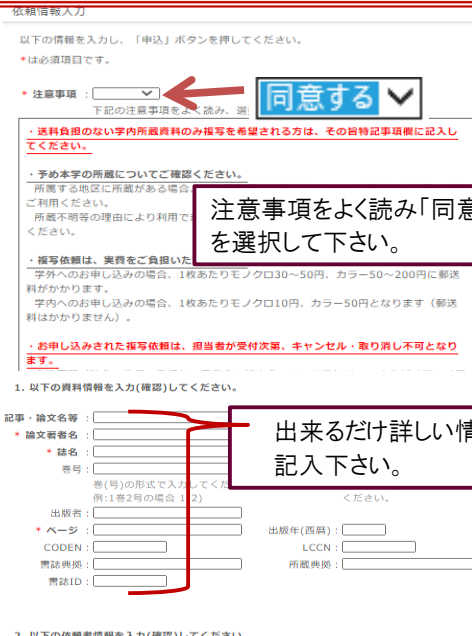 依頼情報入力
以下の情報を入力し、「申込」ボタンを押してください。
*は必須項目です。
* 注意事項 :
同意する
下記の注意事項をよく読み、選
・送料負担のない学内所蔵資料のみ複写を希望される方は、その旨特記事項欄に記入し
てください。
・予め本学の所蔵についてご確認ください。
所属する地区に所蔵がある場合
ご利用ください。
所蔵不明等の理由により利用で
ください。
注意事項をよく読み「同意
を選択して下さい。
・複写依頼は、実費をご負担いた
学外へのお申し込みの場合、1枚あたりモノクロ30～50円、カラー50～200円に郵送
料がかかります。
学内へのお申し込みの場合、1枚あたりモノクロ10円、カラー50円となります（郵送
料はかかりません）。
・お申し込みされた複写依頼は、担当者が受付次第、キャンセル・取り消し不可となり
ます。
1. 以下の資料情報を入力(確認)してください。
記事・論文名等 :
* 論文著者名 :
* 誌名 :
巻号 :
出来るだけ詳しい情
記入下さい。
巻(号)の形式で入力してくだ
例:1巻2号の場合 1(2)
ください。
出版者 :
* ページ :
出版年(西暦) :
CODEN :
LCCN :
書誌典拠 :
所蔵典拠 :
書誌ID :
2. 以下の依頼者情報を入力(確認)してください